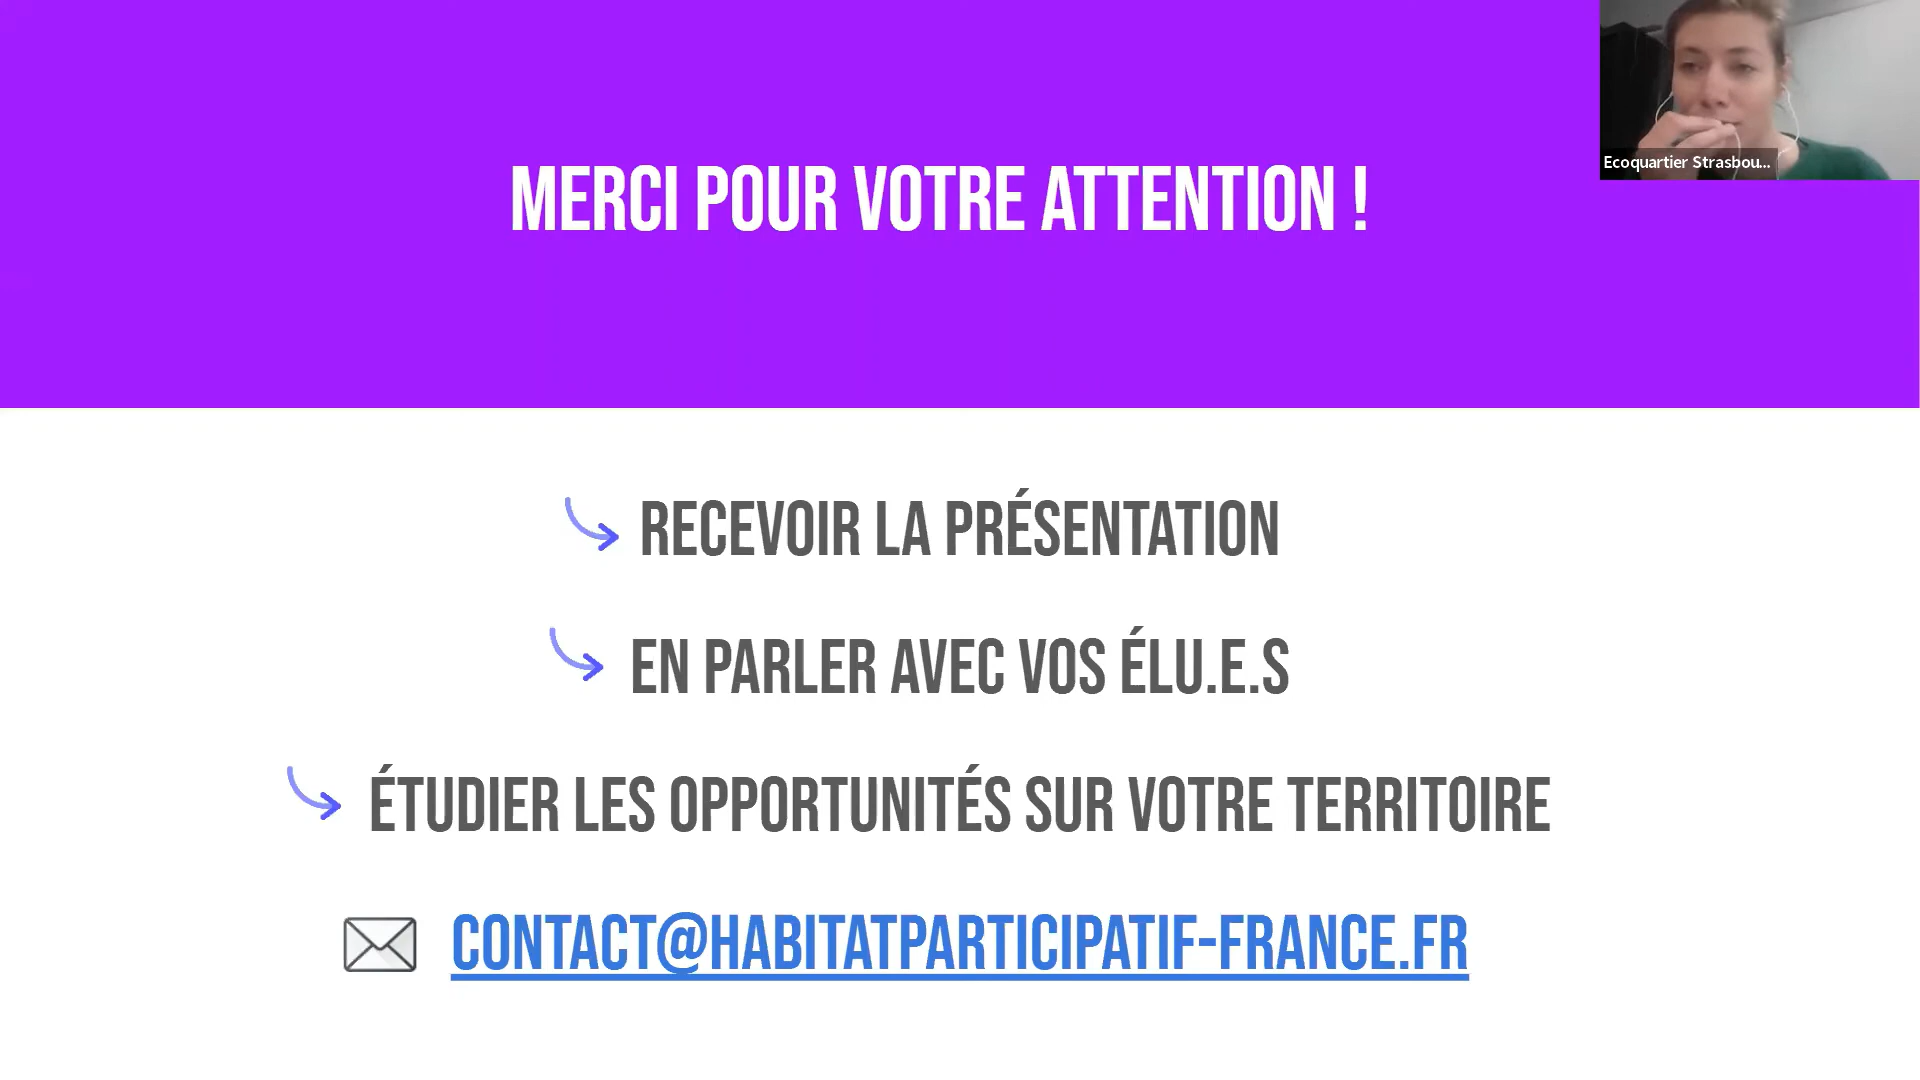 MERCI POUR VOTRE ATTENTION !
Ecoquartier Strasbou...
RECEVOIR LA PRÉSENTATION
EN PARLER AVEC VOS ÉLU.E.S
ÉTUDIER LES OPPORTUNITÉS SUR VOTRE TERRITOIRE
CONTACT@HABITATPARTICIPATIF-FRANCE.FR